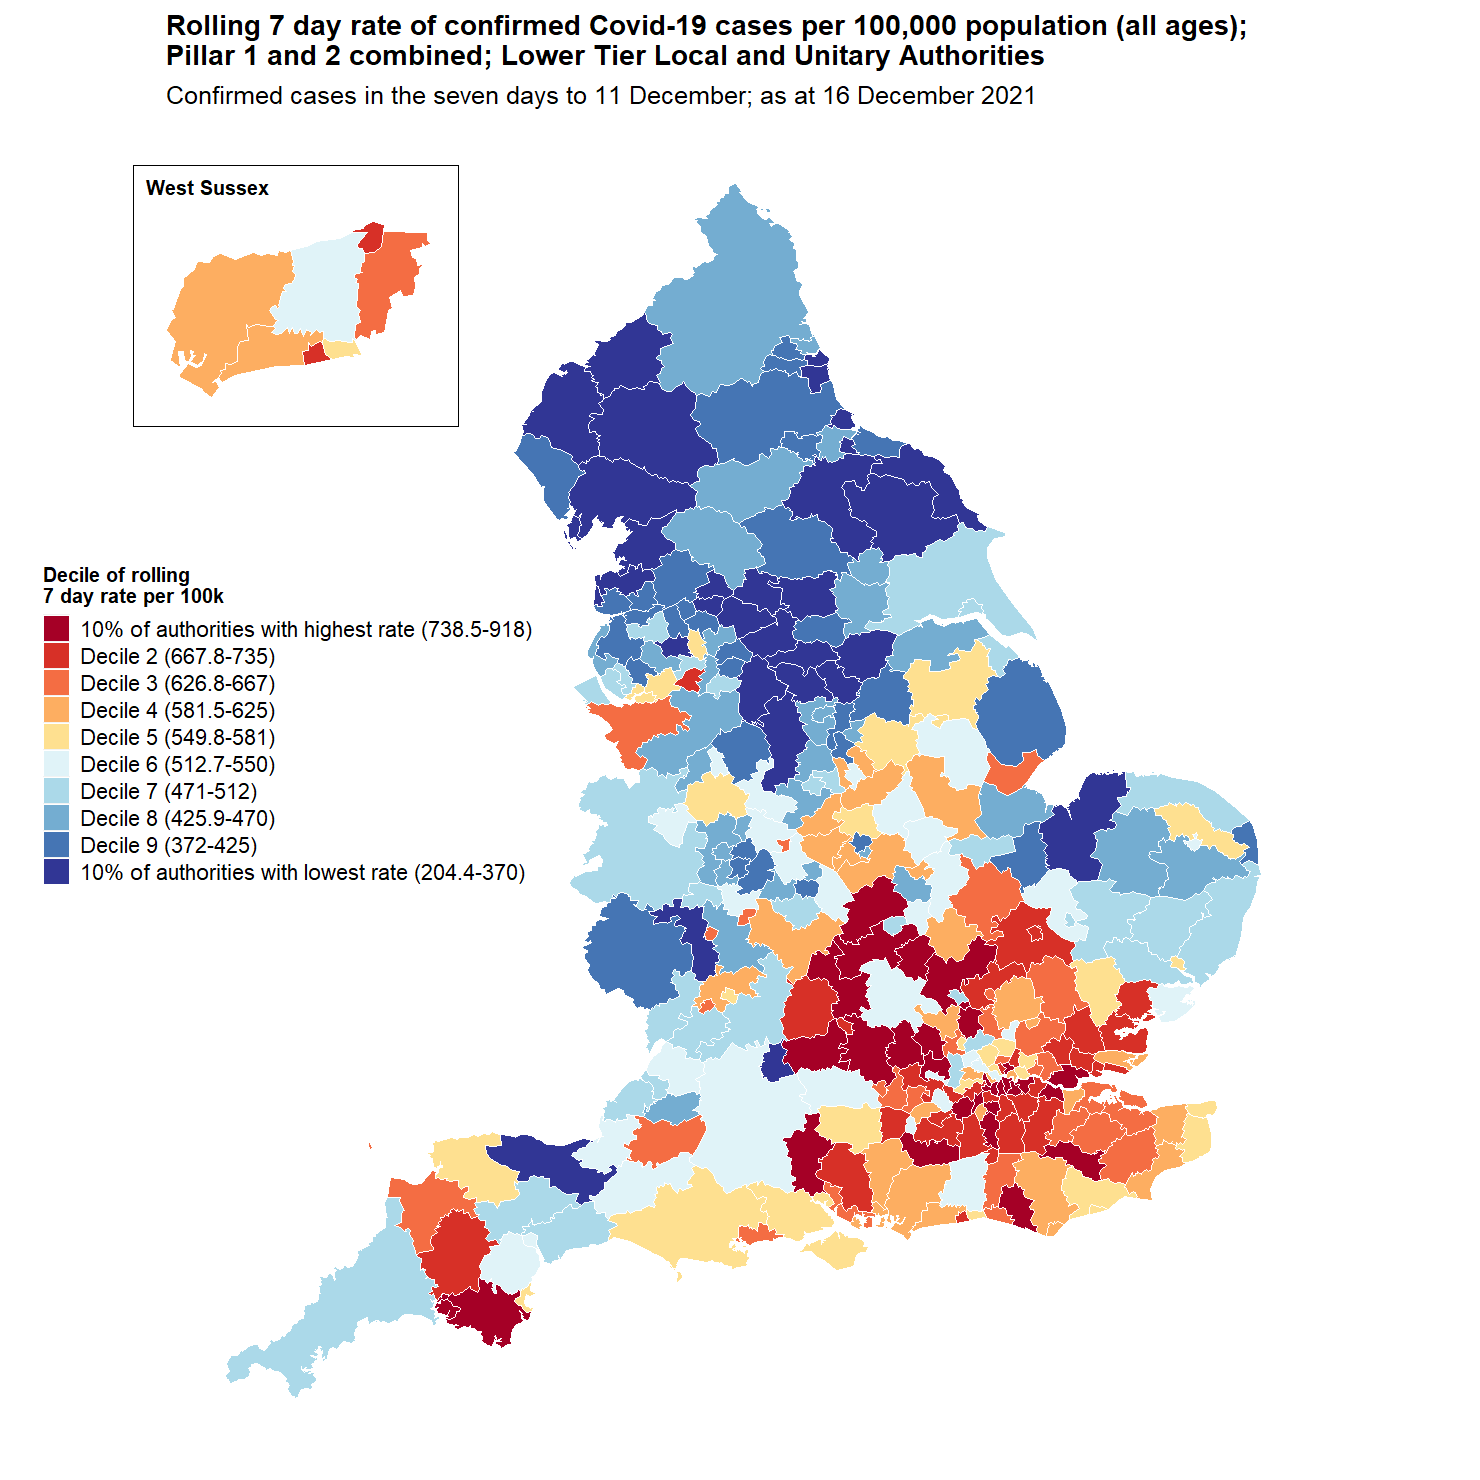 Rolling 7 day rate of confirmed Covid-19 cases per 100,000 population (all ages);
Pillar 1 and 2 combined; Lower Tier Local and Unitary Authorities
Confirmed cases in the seven days to 11 December; as at 16 December 2021
West Sussex
Decile of rolling
7 day rate per 100k
10% of authorities with highest rate (738.5-918)
Decile 2 (667.8-735)
Decile 3 (626.8-667)
Decile 4 (581.5-625)
Decile 5 (549.8-581)
Decile 6 (512.7-550)
Decile 7 (471-512)
Decile 8 (425.9-470)
Decile 9 (372-425)
10% of authorities with lowest rate (204.4-370)